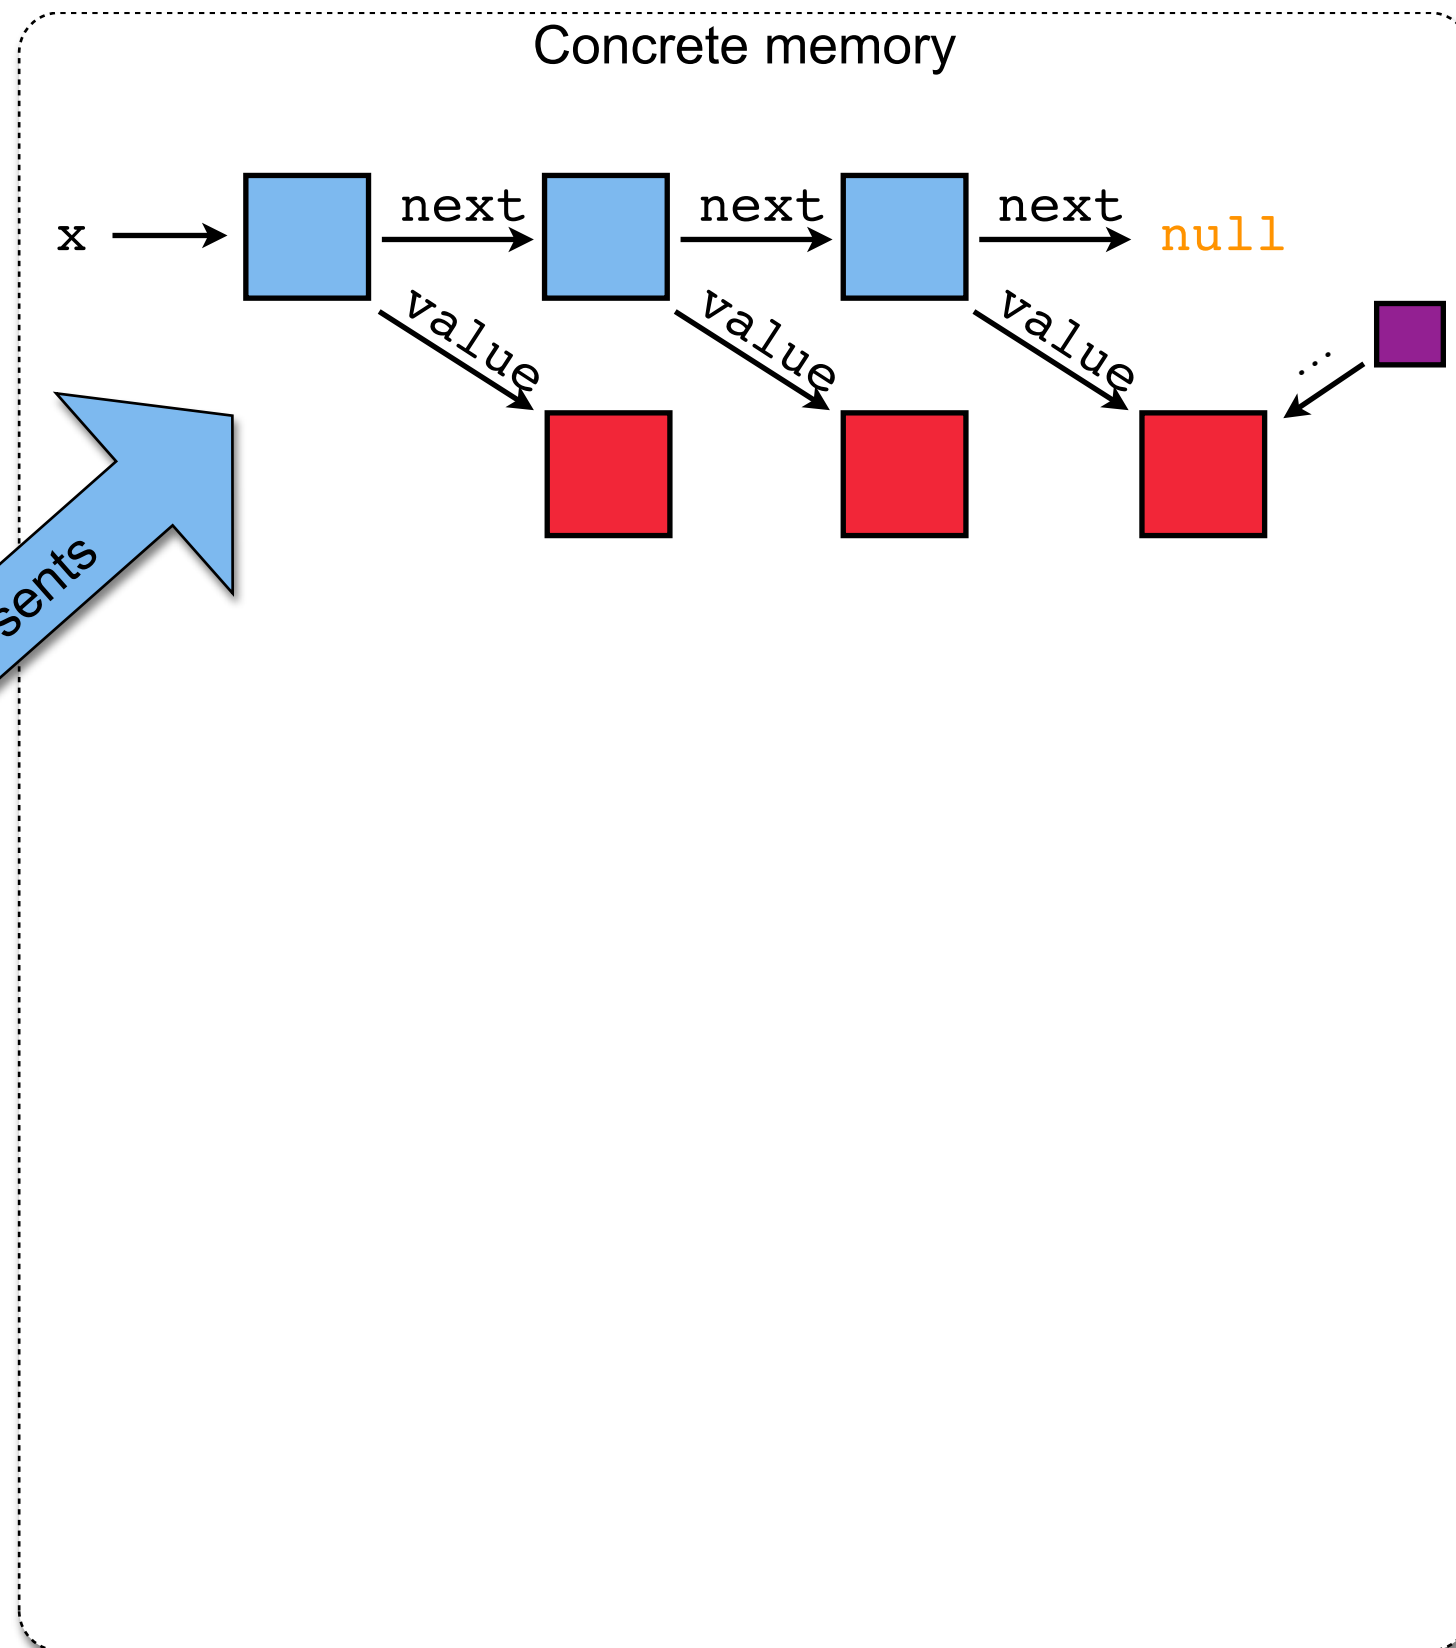 Concrete memory
x next next next null
value value value ...
sents